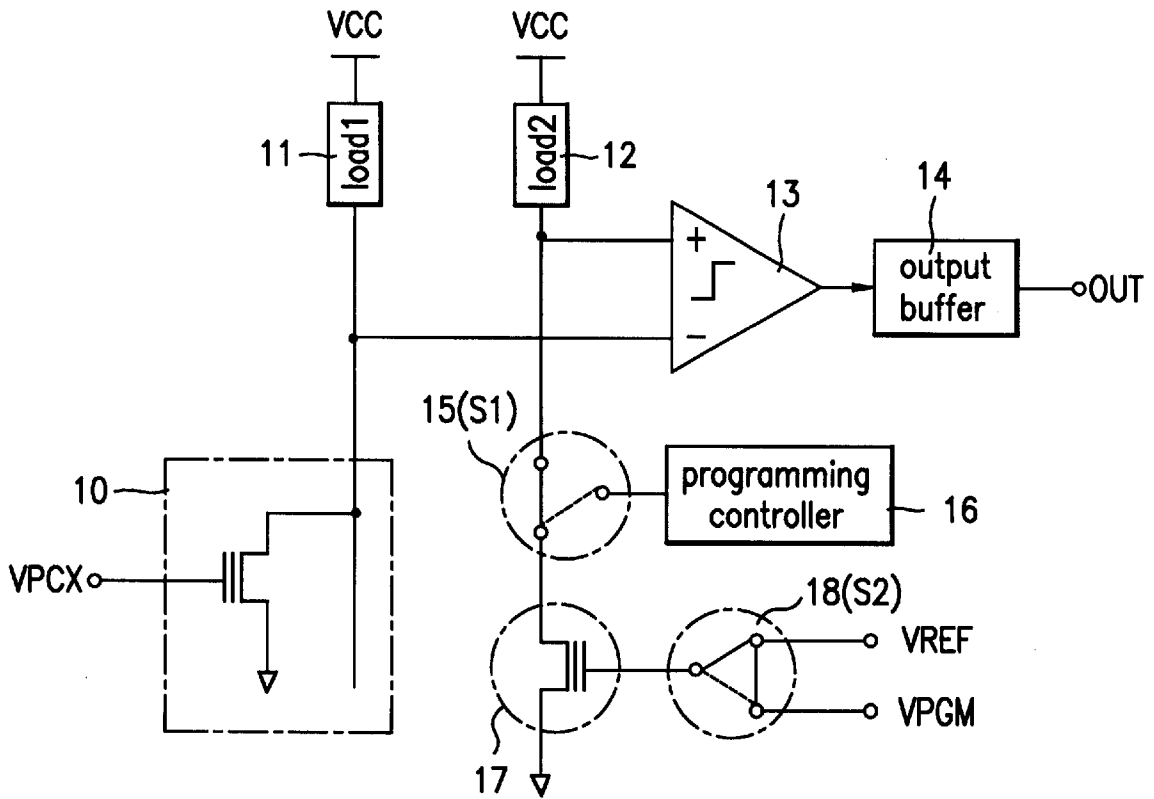 VCC
VCC
11
load1
load2
12
13
14
+
output
buffer
OUT
−
15(S1)
10
programming
controller
16
VPCX
18(S2)
VREF
VPGM
17